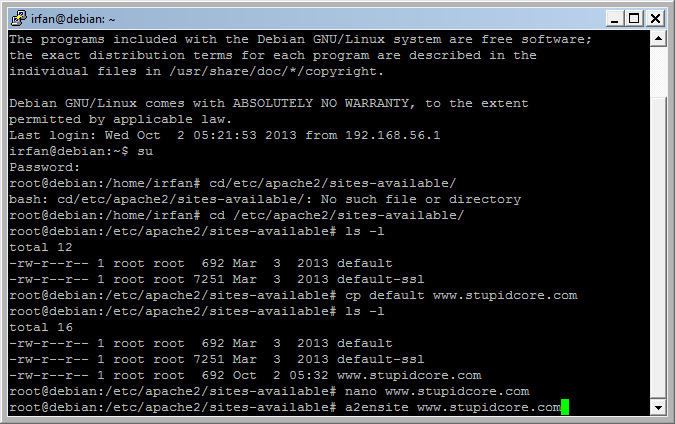 irfan@debian: ~
The programs included with the Debian GNU/Linux system are free software;
the exact distribution terms for each program are described in the
individual files in /usr/share/doc/*/copyright.
Debian GNU/Linux comes with ABSOLUTELY NO WARRANTY, to the extent
permitted by applicable law.
Last login: Wed Oct  2 05:21:53 2013 from 192.168.56.1
irfan@debian:~$ su
Password:
root@debian:/home/irfan# cd/etc/apache2/sites-available/
bash: cd/etc/apache2/sites-available/: No such file or directory
root@debian:/home/irfan# cd /etc/apache2/sites-available/
root@debian:/etc/apache2/sites-available# ls -l
total 12
-rw-r--r-- 1 root root  692 Mar  3  2013 default
-rw-r--r-- 1 root root 7251 Mar  3  2013 default-ssl
root@debian:/etc/apache2/sites-available# cp default www.stupidcore.com
root@debian:/etc/apache2/sites-available# ls -l
total 16
-rw-r--r-- 1 root root  692 Mar  3  2013 default
-rw-r--r-- 1 root root 7251 Mar  3  2013 default-ssl
-rw-r--r-- 1 root root  692 Oct  2 05:32 www.stupidcore.com
root@debian:/etc/apache2/sites-available# nano www.stupidcore.com
root@debian:/etc/apache2/sites-available# a2ensite www.stupidcore.com